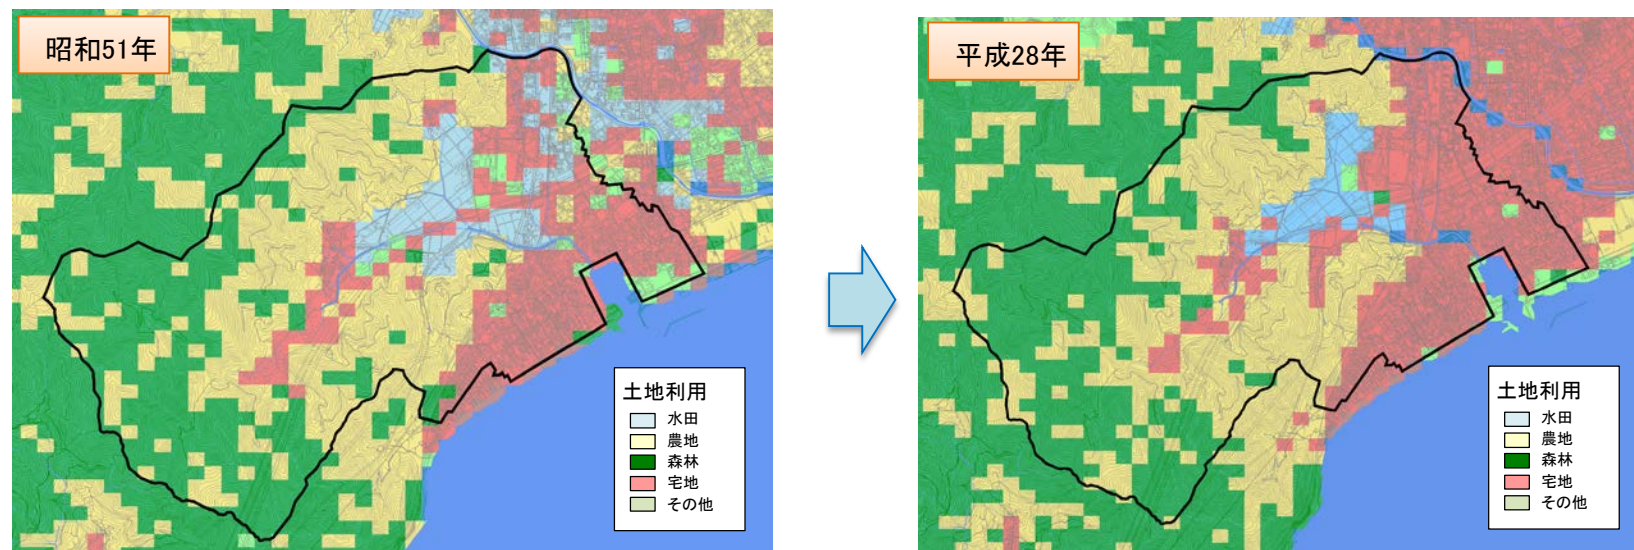 昭和51年
土地利用
水田
農地
森林
宅地
その他
平成28年
土地利用
水田
農地
森林
宅地
その他